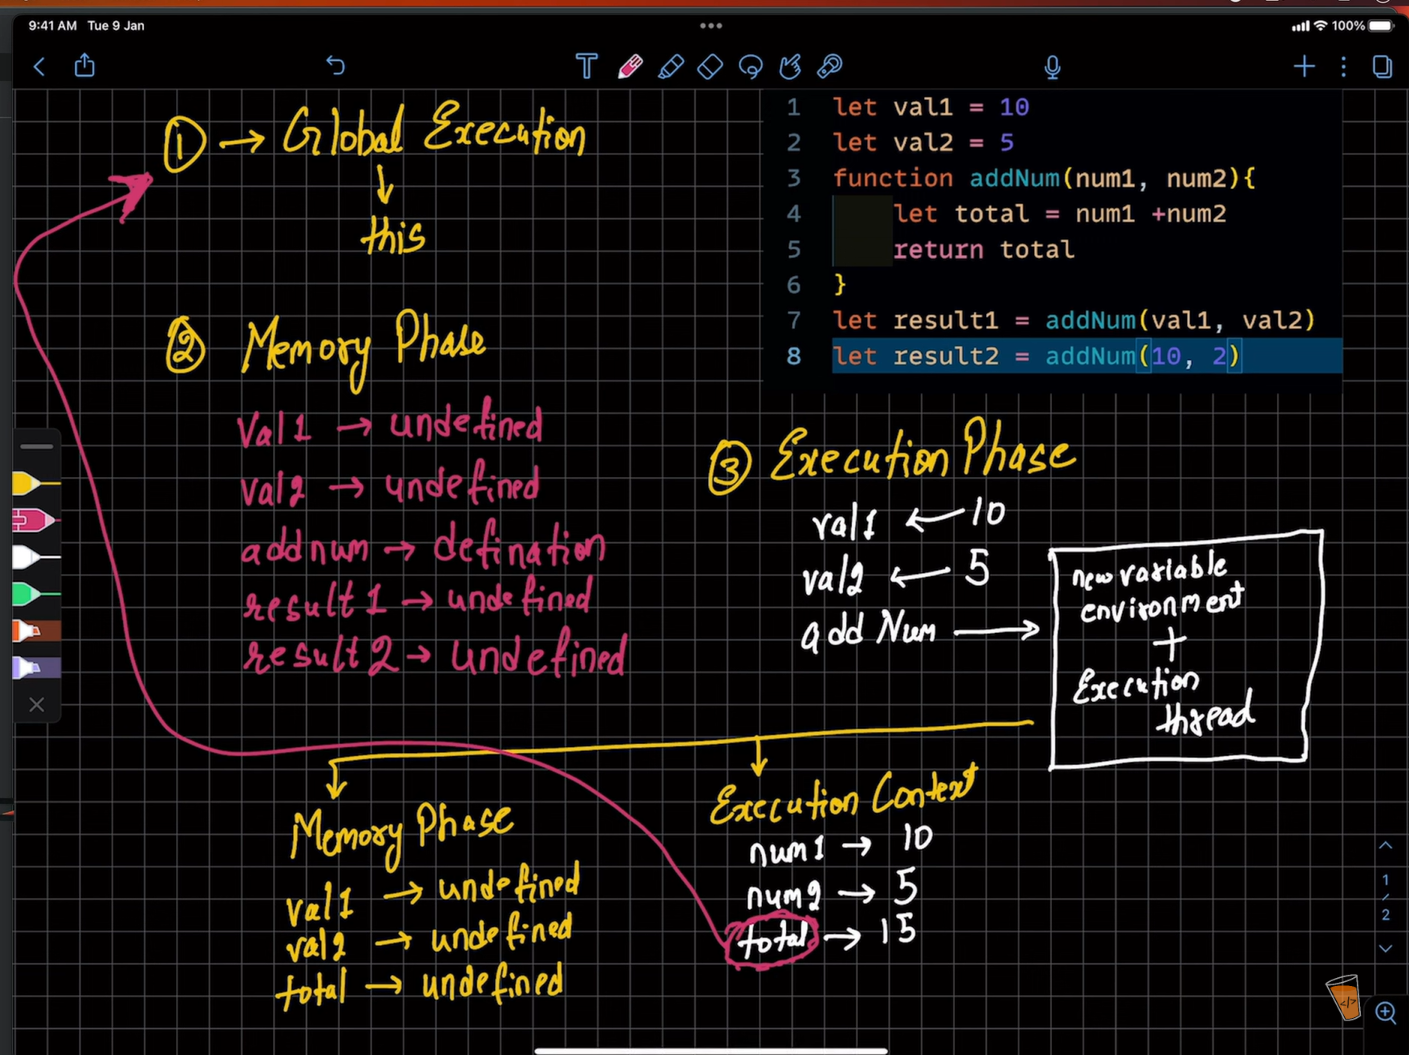 9:41 AM Tue 9 Jan
100%
T
① → Global Execution
↓
this
② Memory Phase
Val1 → undefined
val2 → undefined
addnum → defination
result1 → undefined
result2 → undefined
1 let val1 = 10
2 let val2 = 5
3 function addNum(num1, num2){
4 let total = num1 +num2
5 return total
6 }
7 let result1 = addNum(val1, val2)
8 let result2 = addNum(10, 2)
③ Execution Phase
val1 ← 10
val2 ← 5
add Num →
new variable
environment
+
Execution
thread
Memory Phase
val1 → undefined
val2 → undefined
total → undefined
Execution Context
num1 → 10
num2 → 5
total → 15
1
/
2
</>